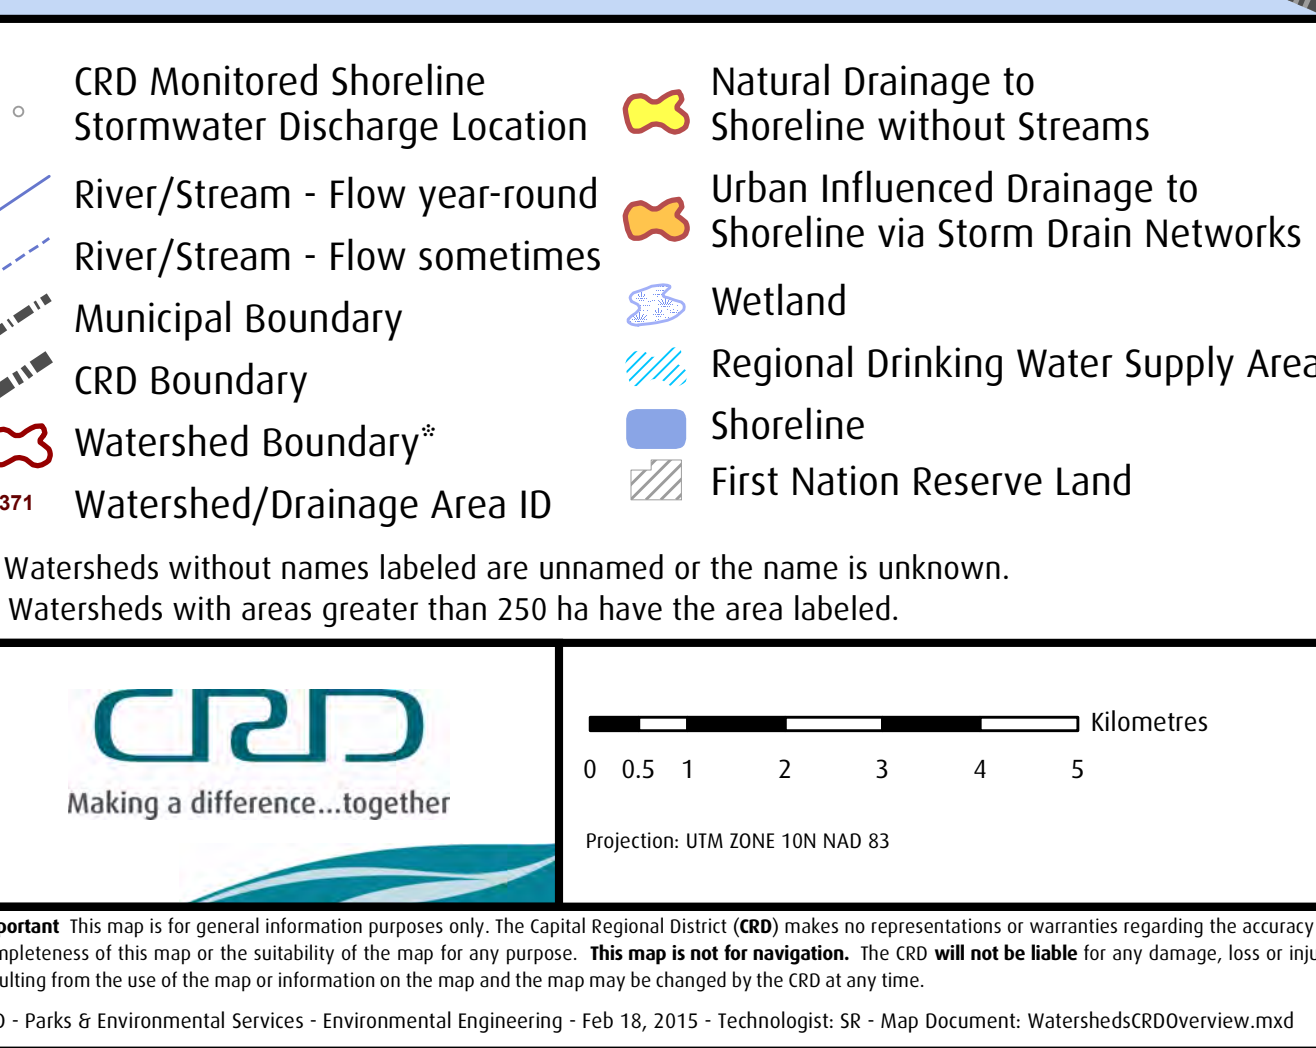 CRD Monitored Shoreline
Stormwater Discharge Location
River/Stream - Flow year-round
River/Stream - Flow sometimes
Municipal Boundary
CRD Boundary
Watershed Boundary*
371 Watershed/Drainage Area ID
Natural Drainage to
Shoreline without Streams
Urban Influenced Drainage to
Shoreline via Storm Drain Networks
Wetland
Regional Drinking Water Supply Area
Shoreline
First Nation Reserve Land
Watersheds without names labeled are unnamed or the name is unknown.
Watersheds with areas greater than 250 ha have the area labeled.
CRD
Making a difference...together
Kilometres
0 0.5 1 2 3 4 5
Projection: UTM ZONE 10N NAD 83
portant This map is for general information purposes only. The Capital Regional District (CRD) makes no representations or warranties regarding the accuracy
mpleteness of this map or the suitability of the map for any purpose. This map is not for navigation. The CRD will not be liable for any damage, loss or inju
ulting from the use of the map or information on the map and the map may be changed by the CRD at any time.
D - Parks & Environmental Services - Environmental Engineering - Feb 18, 2015 - Technologist: SR - Map Document: WatershedsCRDOverview.mxd